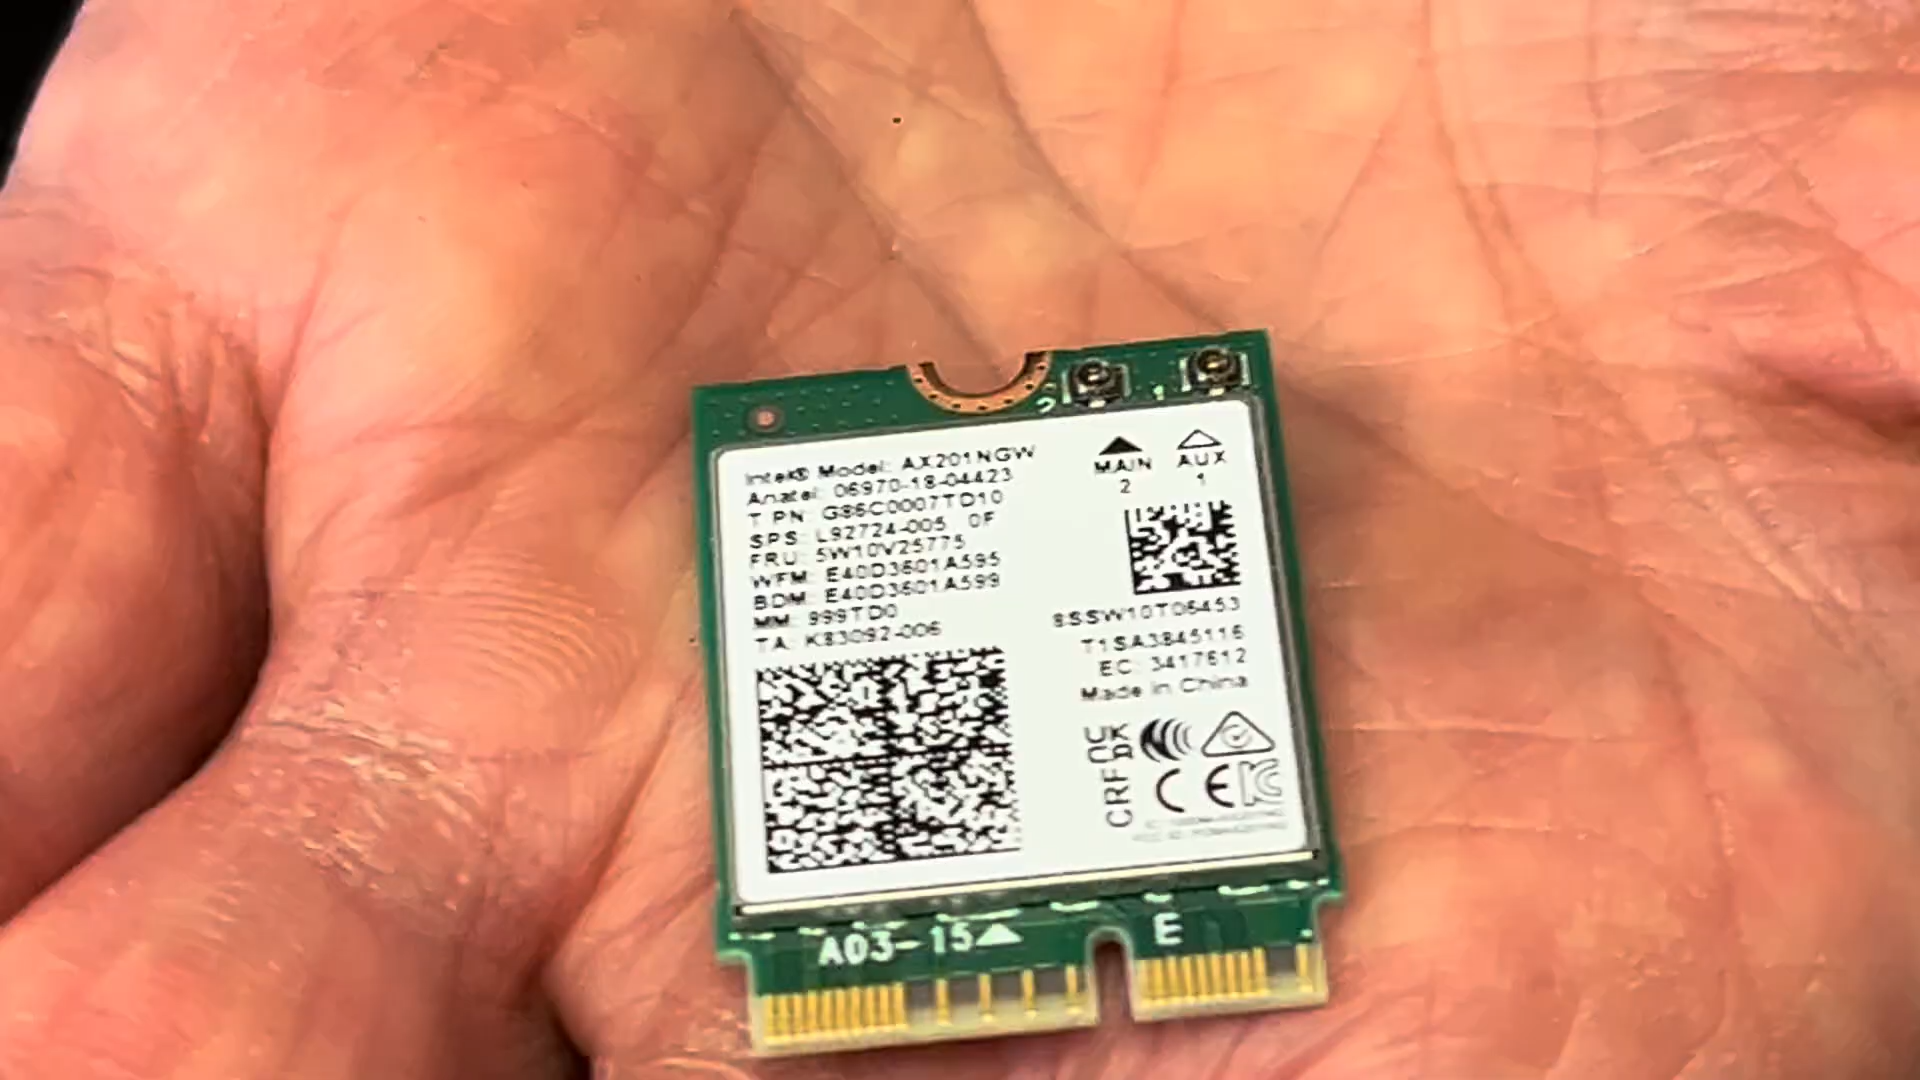 Intel® Model: AX201NGW
Anatel: 06970-18-04423
T PN: G86C0007TD10
SPS: L92724-005 0F
FRU: 5W10V25775
WFM: E40D3601A595
BDM: E40D3601A599
MM: 999TD0
TA: K83092-006
2
1
MAIN AUX
2 1
8SSW10T06453
T1SA3845116
EC: 3417612
Made in China
UK
CA
CRFR
CE
A03-15
E